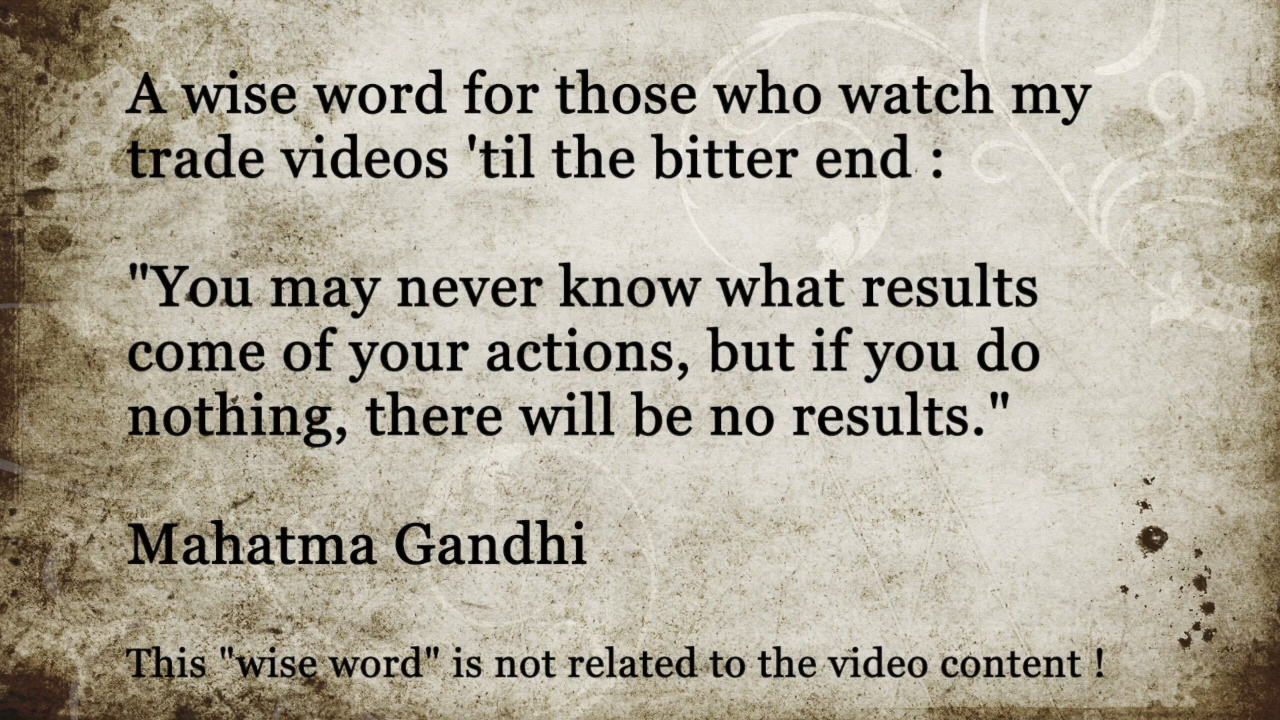 A wise word for those who watch my
trade videos 'til the bitter end :
"You may never know what results
come of your actions, but if you do
nothing, there will be no results."
Mahatma Gandhi
This "wise word" is not related to the video content !